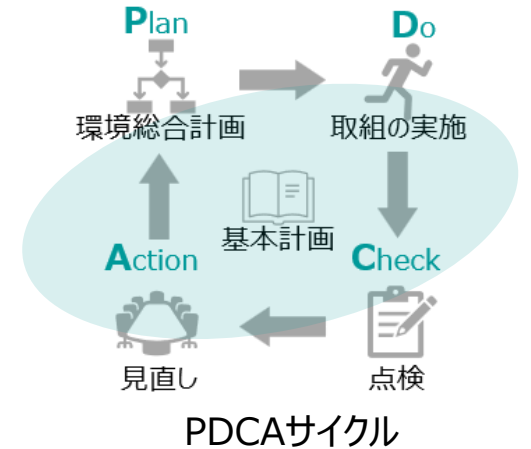 Plan
Do
環境総合計画
取組の実施
基本計画
Action
Check
見直し
点検
PDCAサイクル